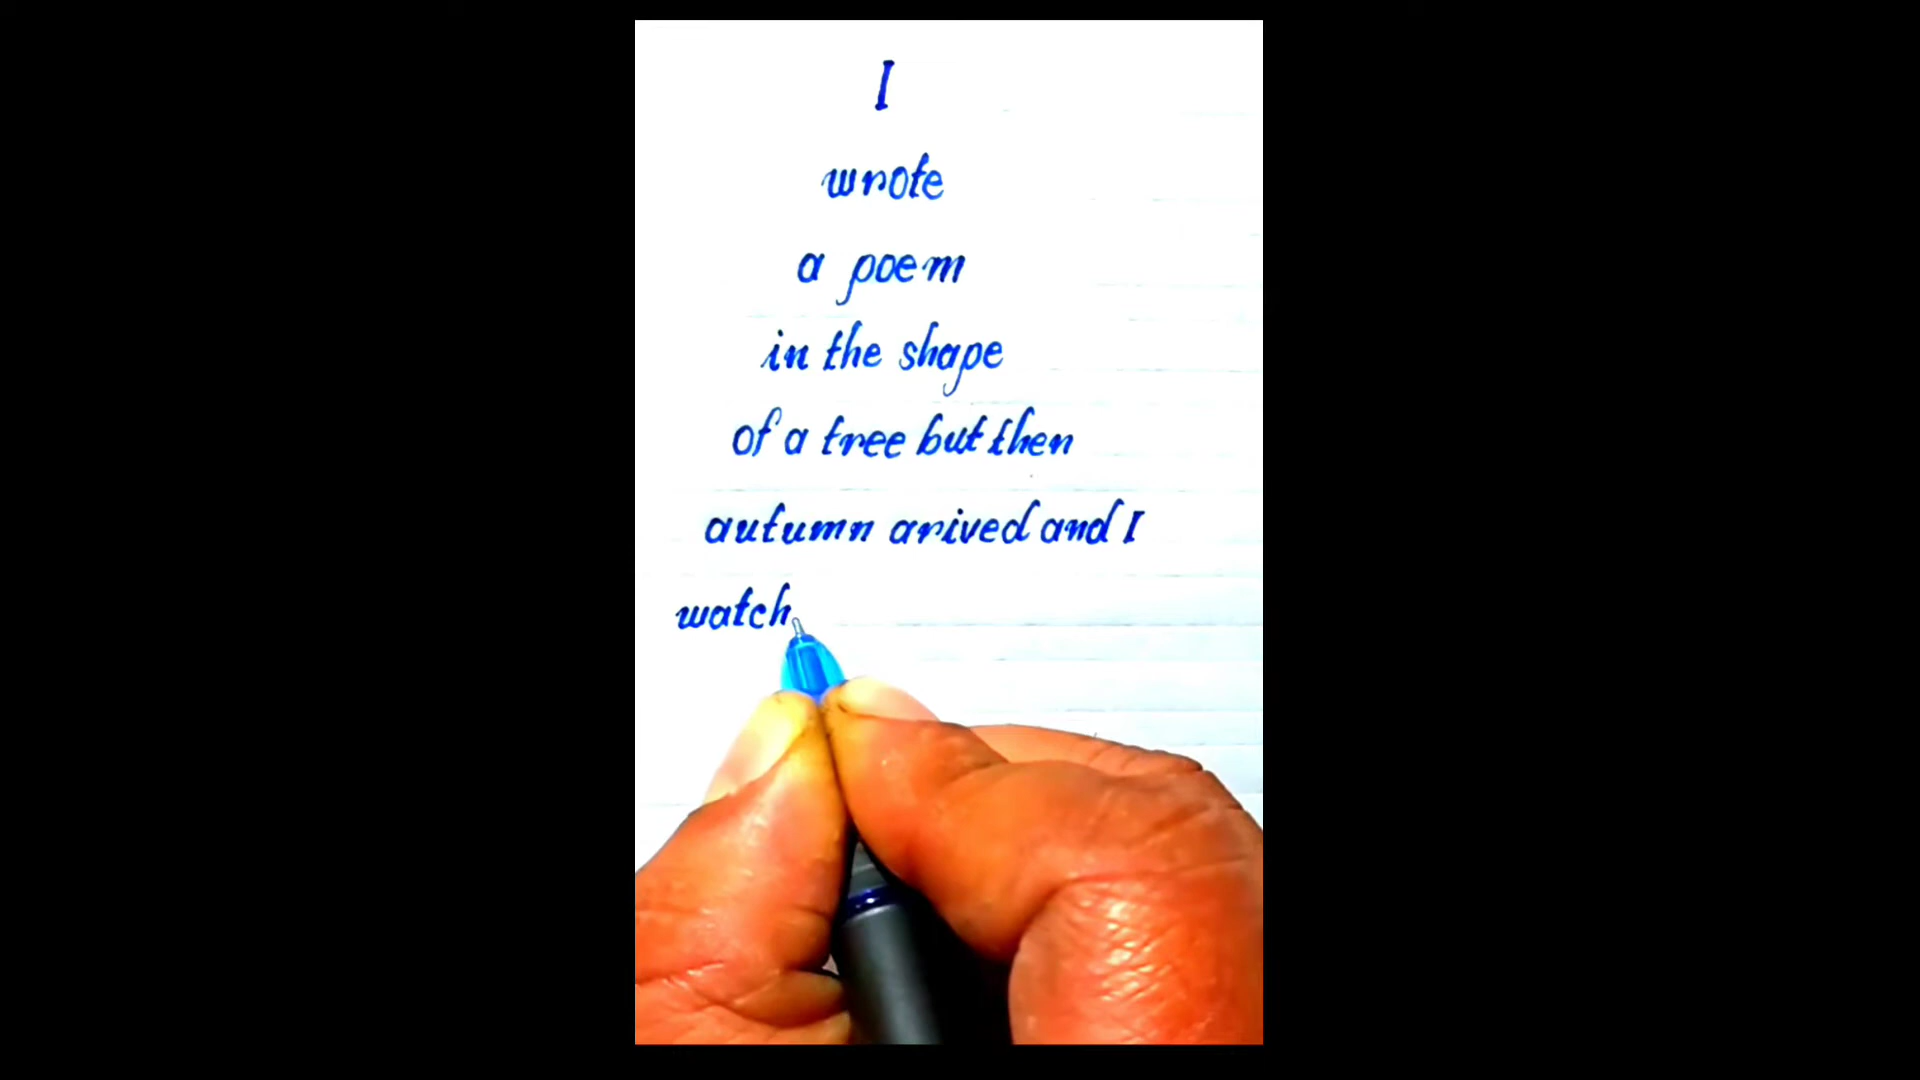 I
wrote
a poem
in the shape
of a tree but then
autumn arived and I
watch